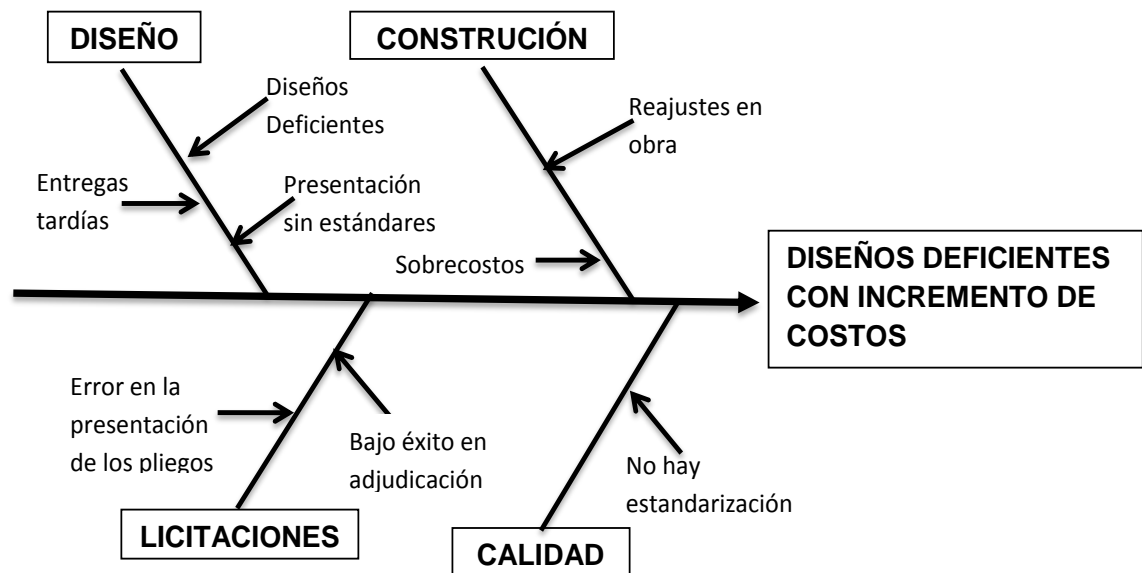 DISEÑO
CONSTRUCIÓN
Diseños
Deficientes
Reajustes en
obra
Entregas
tardías
Presentación
sin estándares
Sobrecostos
DISEÑOS DEFICIENTES
CON INCREMENTO DE
COSTOS
Error en la
presentación
de los pliegos
Bajo éxito en
adjudicación
No hay
estandarización
LICITACIONES
CALIDAD